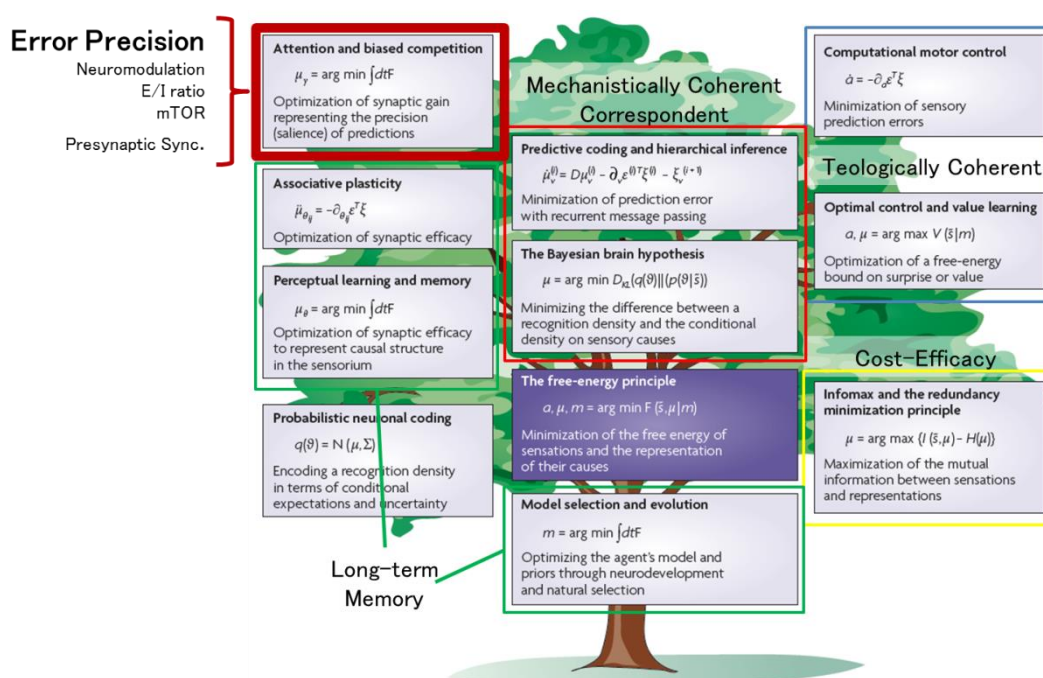 Error Precision
Neuromodulation
E/I ratio
mTOR
Presynaptic Sync.
Attention and biased competition
μᵧ = arg min ∫dtF
Optimization of synaptic gain
representing the precision
(salience) of predictions
Associative plasticity
μ̈_θij = −∂_θij εᵀξ
Optimization of synaptic efficacy
Perceptual learning and memory
μ_θ = arg min ∫dtF
Optimization of synaptic efficacy
to represent causal structure
in the sensorium
Probabilistic neuronal coding
q(ϑ) = N (μ, Σ)
Encoding a recognition density
in terms of conditional
expectations and uncertainty
Long-term
Memory
Mechanistically Coherent
Correspondent
Predictive coding and hierarchical inference
μ̇ᵥ⁽ⁱ⁾ = Dμᵥ⁽ⁱ⁾ − ∂ᵥε⁽ⁱ⁾ᵀξ⁽ⁱ⁾ − ξᵥ⁽ⁱ⁺¹⁾
Minimization of prediction error
with recurrent message passing
The Bayesian brain hypothesis
μ = arg min D_KL(q(ϑ)||(p(ϑ|s̃))
Minimizing the difference between a
recognition density and the conditional
density on sensory causes
The free-energy principle
a, μ, m = arg min F (s̃, μ|m)
Minimization of the free energy of
sensations and the representation
of their causes
Model selection and evolution
m = arg min ∫dtF
Optimizing the agent's model and
priors through neurodevelopment
and natural selection
Computational motor control
ȧ = −∂ₐεᵀξ
Minimization of sensory
prediction errors
Teologically Coherent
Optimal control and value learning
a, μ = arg max V (s̃|m)
Optimization of a free-energy
bound on surprise or value
Cost-Efficacy
Infomax and the redundancy
minimization principle
μ = arg max {I (s̃, μ) − H(μ)}
Maximization of the mutual
information between sensations
and representations